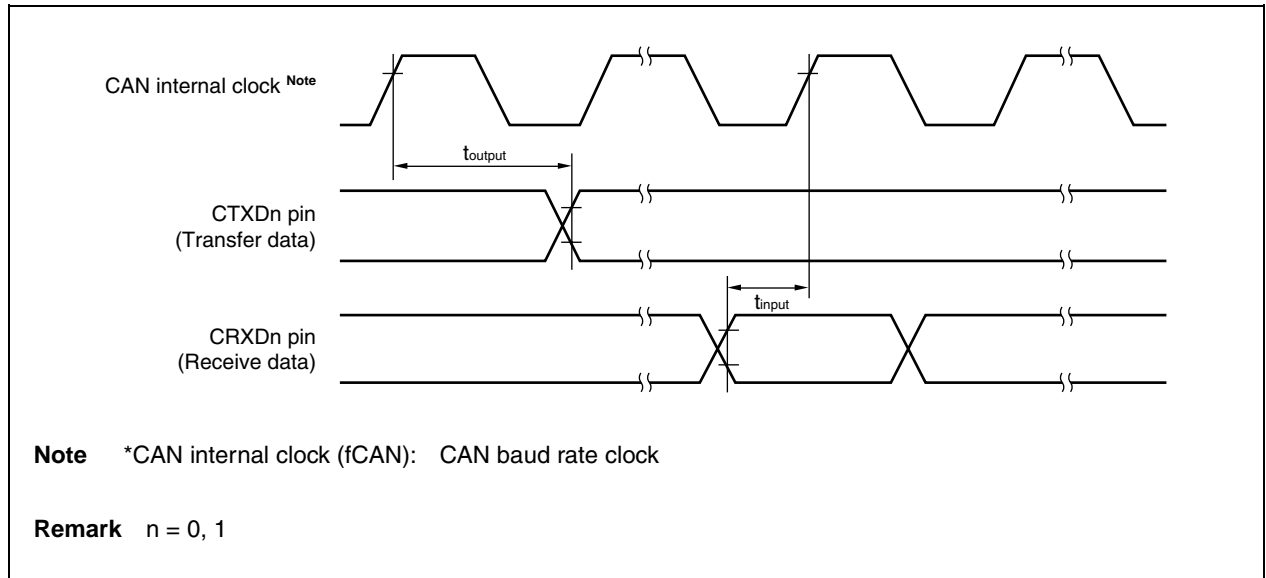 CAN internal clock Note
toutput
CTXDn pin
(Transfer data)
tinput
CRXDn pin
(Receive data)
Note *CAN internal clock (fCAN): CAN baud rate clock
Remark n = 0, 1